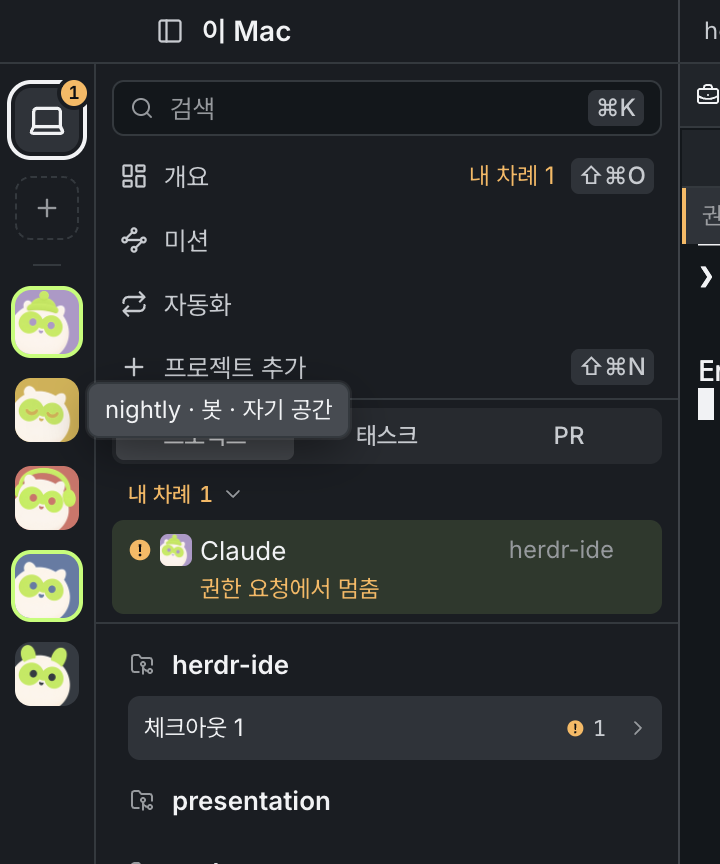 이 Mac
1
검색
⌘K
개요
내 차례 1
⇧⌘O
미션
자동화
프로젝트 추가
⇧⌘N
nightly · 봇 · 자기 공간
태스크
PR
내 차례 1
Claude
herdr-ide
권한 요청에서 멈춤
herdr-ide
체크아웃 1
1
presentation